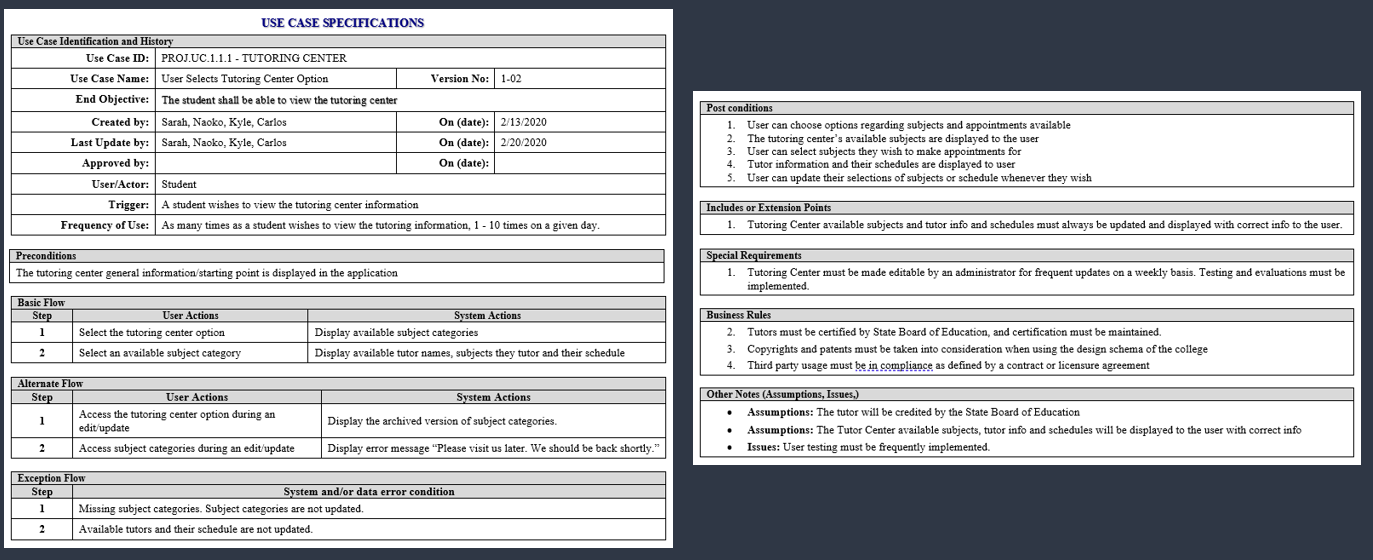 USE CASE SPECIFICATIONS
Use Case Identification and History
Use Case ID: PROJ.UC.1.1.1 - TUTORING CENTER
Use Case Name: User Selects Tutoring Center Option Version No: 1-02
End Objective: The student shall be able to view the tutoring center
Created by: Sarah, Naoko, Kyle, Carlos On (date): 2/13/2020
Last Update by: Sarah, Naoko, Kyle, Carlos On (date): 2/20/2020
Approved by: On (date):
User/Actor: Student
Trigger: A student wishes to view the tutoring center information
Frequency of Use: As many times as a student wishes to view the tutoring information, 1 - 10 times on a given day.
Preconditions
The tutoring center general information/starting point is displayed in the application
Basic Flow
Step User Actions System Actions
1 Select the tutoring center option Display available subject categories
2 Select an available subject category Display available tutor names, subjects they tutor and their schedule
Alternate Flow
Step User Actions System Actions
1 Access the tutoring center option during an
edit/update Display the archived version of subject categories.
2 Access subject categories during an edit/update Display error message “Please visit us later. We should be back shortly.”
Exception Flow
Step System and/or data error condition
1 Missing subject categories. Subject categories are not updated.
2 Available tutors and their schedule are not updated.
Post conditions
1. User can choose options regarding subjects and appointments available
2. The tutoring center’s available subjects are displayed to the user
3. User can select subjects they wish to make appointments for
4. Tutor information and their schedules are displayed to user
5. User can update their selections of subjects or schedule whenever they wish
Includes or Extension Points
1. Tutoring Center available subjects and tutor info and schedules must always be updated and displayed with correct info to the user.
Special Requirements
1. Tutoring Center must be made editable by an administrator for frequent updates on a weekly basis. Testing and evaluations must be
implemented.
Business Rules
2. Tutors must be certified by State Board of Education, and certification must be maintained.
3. Copyrights and patents must be taken into consideration when using the design schema of the college
4. Third party usage must be in compliance as defined by a contract or licensure agreement
Other Notes (Assumptions, Issues,)
• Assumptions: The tutor will be credited by the State Board of Education
• Assumptions: The Tutor Center available subjects, tutor info and schedules will be displayed to the user with correct info
• Issues: User testing must be frequently implemented.